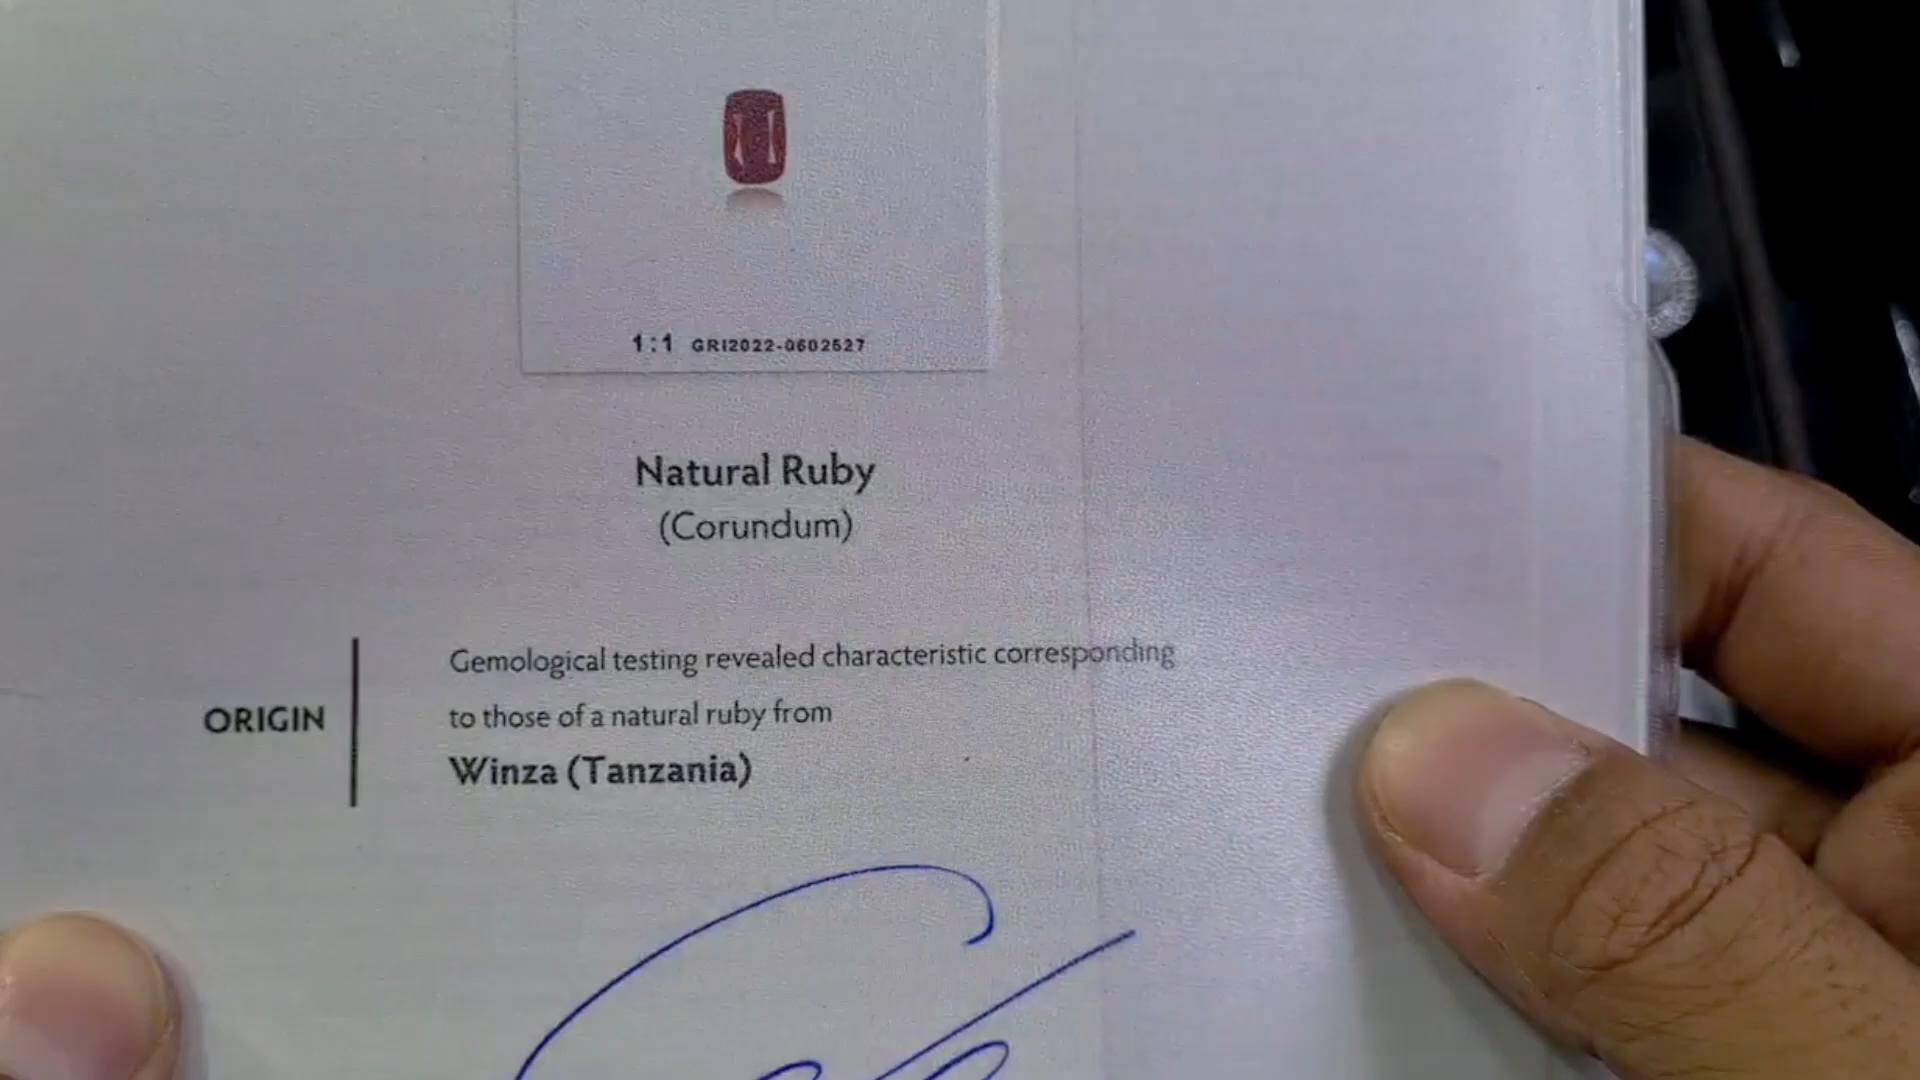 1:1 GRI2022-0602527
Natural Ruby
(Corundum)
Gemological testing revealed characteristic corresponding
ORIGIN
to those of a natural ruby from
Winza (Tanzania)